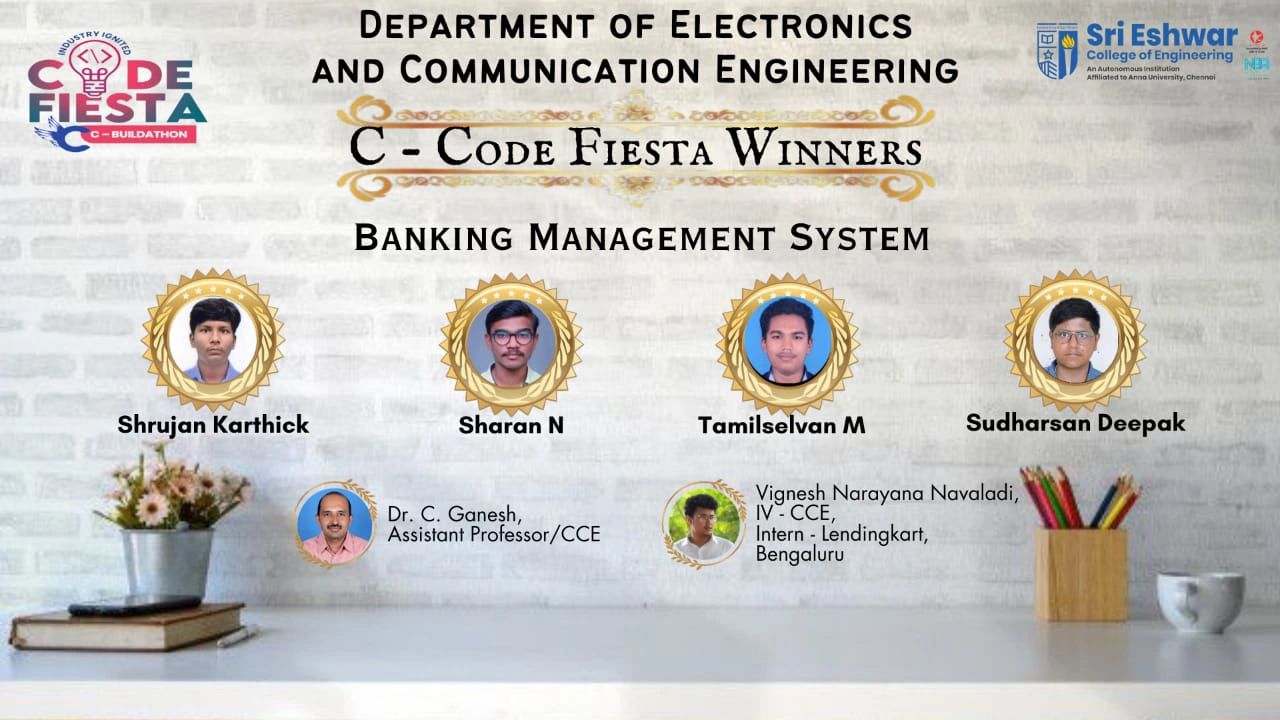 INDUSTRY IGNITED
CODE
FIESTA
C - BUILDATHON
DEPARTMENT OF ELECTRONICS
AND COMMUNICATION ENGINEERING
Sri Eshwar
College of Engineering
An Autonomous Institution
Affiliated to Anna University, Chennai
C - CODE FIESTA WINNERS
BANKING MANAGEMENT SYSTEM
Shrujan Karthick
Sharan N
Tamilselvan M
Sudharsan Deepak
Dr. C. Ganesh,
Assistant Professor/CCE
Vignesh Narayana Navaladi,
IV - CCE,
Intern - Lendingkart,
Bengaluru